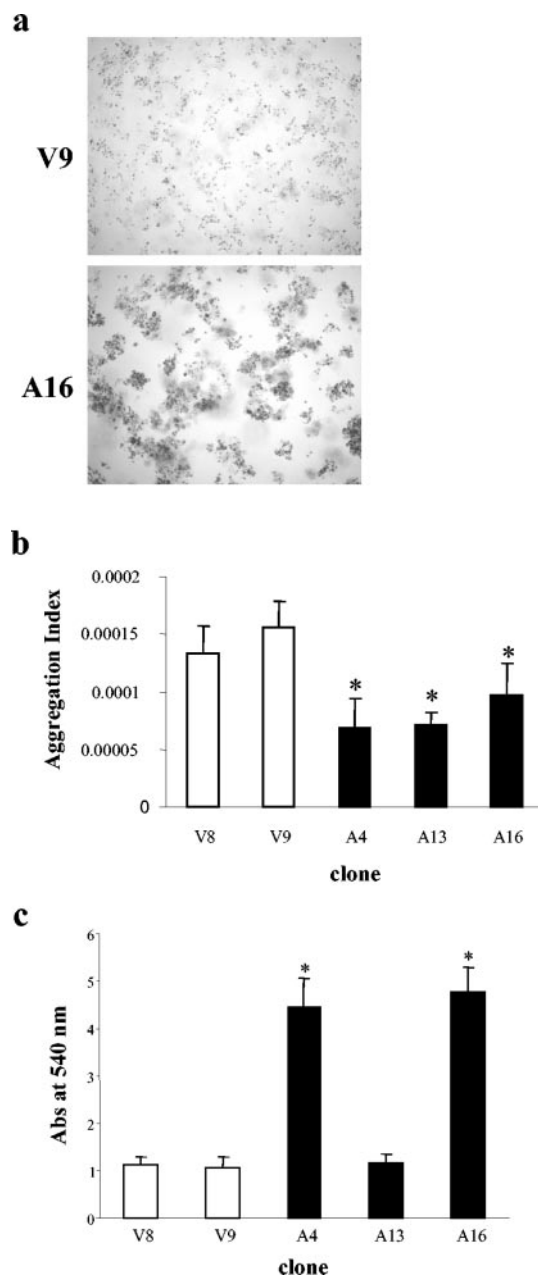 a
V9
A16
b
Aggregation Index
0.0002
0.00015
0.0001
0.00005
0
*
*
*
V8 V9 A4 A13 A16
clone
c
Abs at 540 nm
6
5
4
3
2
1
0
*
*
V8 V9 A4 A13 A16
clone